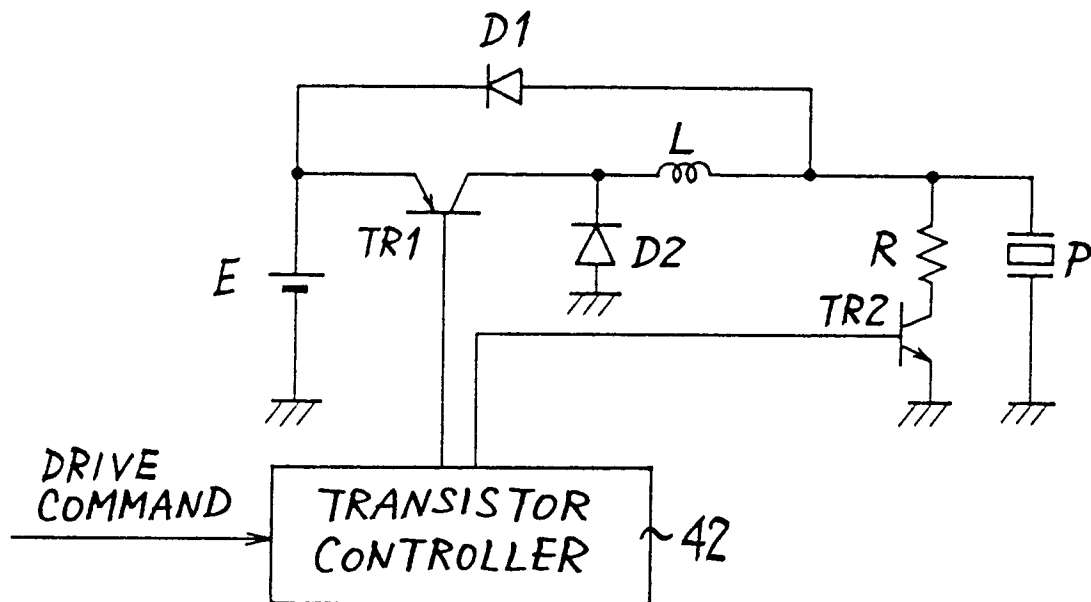 D1
L
TR1
D2
R
P
E
TR2
DRIVE
COMMAND
TRANSISTOR
CONTROLLER
42